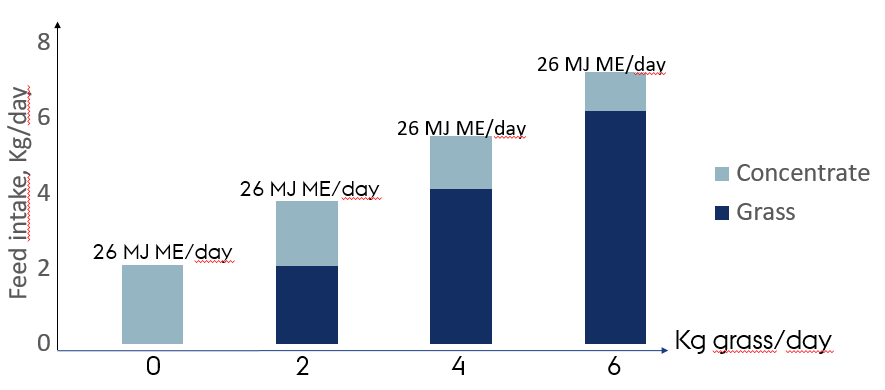 8
6
4
2
0
Feed intake, Kg/day
26 MJ ME/day
26 MJ ME/day
26 MJ ME/day
26 MJ ME/day
Concentrate
Grass
Kg grass/day
0
2
4
6